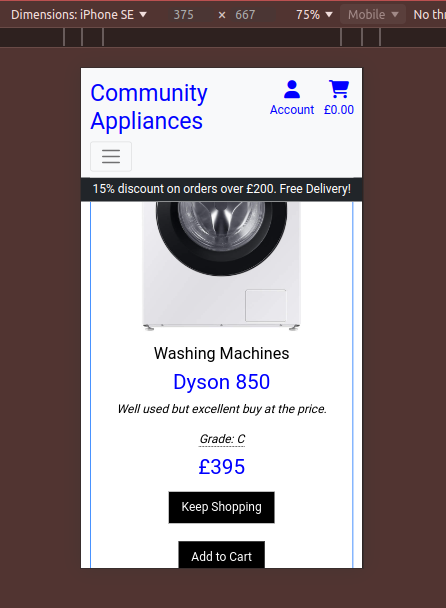 Dimensions: iPhone SE 375 × 667 75% Mobile No thr
Community
Appliances
Account £0.00
15% discount on orders over £200. Free Delivery!
Washing Machines
Dyson 850
Well used but excellent buy at the price.
Grade: C
£395
Keep Shopping
Add to Cart